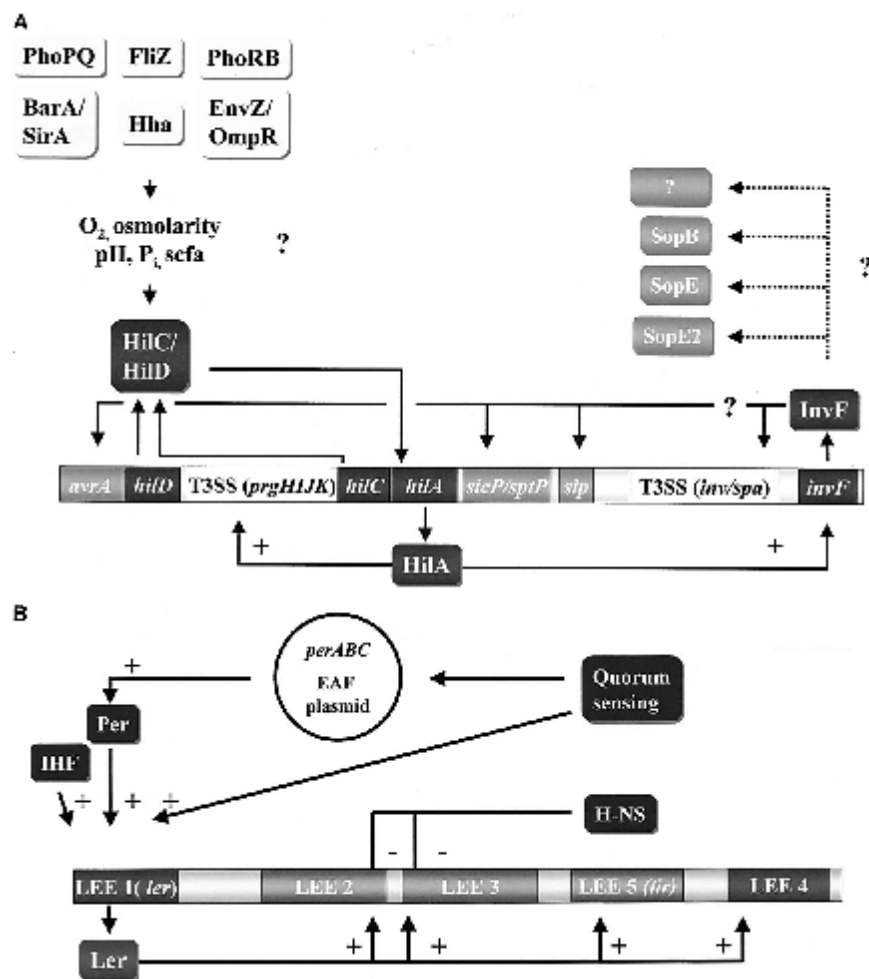 A
PhoPQ FliZ PhoRB
BarA/
SirA
Hha
EnvZ/
OmpR
O2, osmolarity
pH, Pi, scfa
?
?
SopB
SopE
SopE2
?
HilC/
HilD
?
InvF
avrA hilD T3SS (prgHIJK) hilC hilA sicP/sptP sip T3SS (inv/spa) invF
+ HilA +
B
perABC
EAF
plasmid
Quorum
sensing
+
Per
IHF
+ + +
H-NS
- -
LEE 1( ler) LEE 2 LEE 3 LEE 5 (tir) LEE 4
Ler
+ + + +